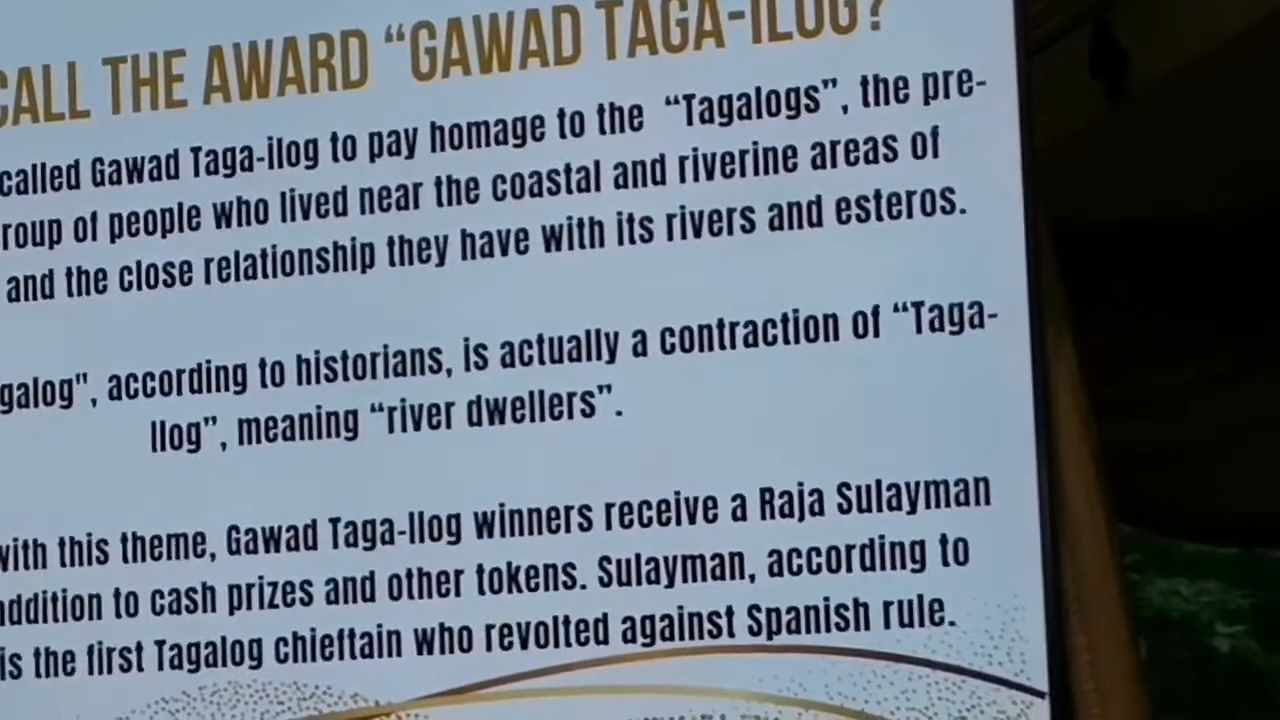 CALL THE AWARD “GAWAD TAGA-ILOG?
called Gawad Taga-ilog to pay homage to the “Tagalogs”, the pre-
roup of people who lived near the coastal and riverine areas of
and the close relationship they have with its rivers and esteros.
galog", according to historians, is actually a contraction of “Taga-
Ilog”, meaning “river dwellers”.
with this theme, Gawad Taga-Ilog winners receive a Raja Sulayman
addition to cash prizes and other tokens. Sulayman, according to
is the first Tagalog chieftain who revolted against Spanish rule.